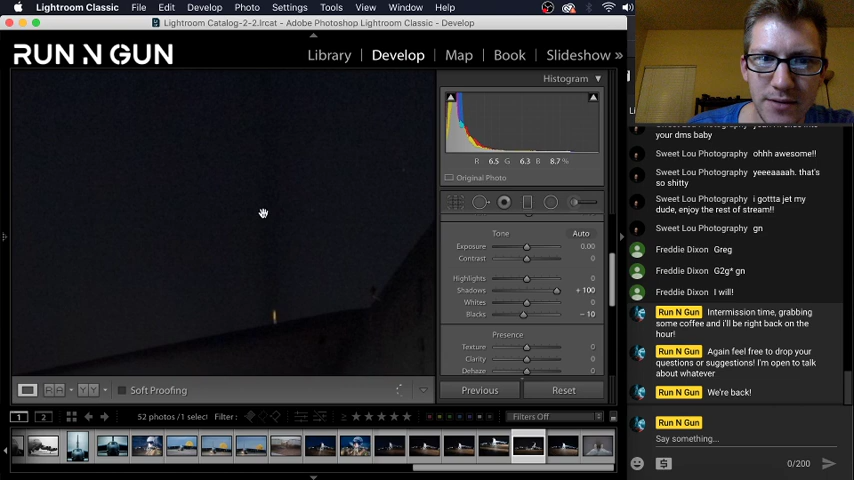 Lightroom Classic File Edit Develop Photo Settings Tools View Window Help
Lightroom Catalog-2-2.lrcat - Adobe Photoshop Lightroom Classic - Develop
RUN N GUN
Library | Develop | Map | Book | Slideshow »
Histogram
R 6.5 G 6.3 B 8.7 %
Original Photo
Tone Auto
Exposure 0.00
Contrast 0
Highlights 0
Shadows + 100
Whites 0
Blacks − 10
Presence
Texture 0
Clarity 0
Dehaze 0
Soft Proofing
Previous Reset
1 2 52 photos / 1 select Filter : Filters Off
your dms baby
Sweet Lou Photography ohhh awesome!!
Sweet Lou Photography yeeeaaaah. that's
so shitty
Sweet Lou Photography i gottta jet my
dude, enjoy the rest of stream!!
Sweet Lou Photography gn
Freddie Dixon Greg
Freddie Dixon G2g* gn
Freddie Dixon I will!
Run N Gun Intermission time, grabbing
some coffee and i'll be right back on the
hour!
Run N Gun Again feel free to drop your
questions or suggestions! I'm open to talk
about whatever
Run N Gun We're back!
Run N Gun
Say something...
0/200